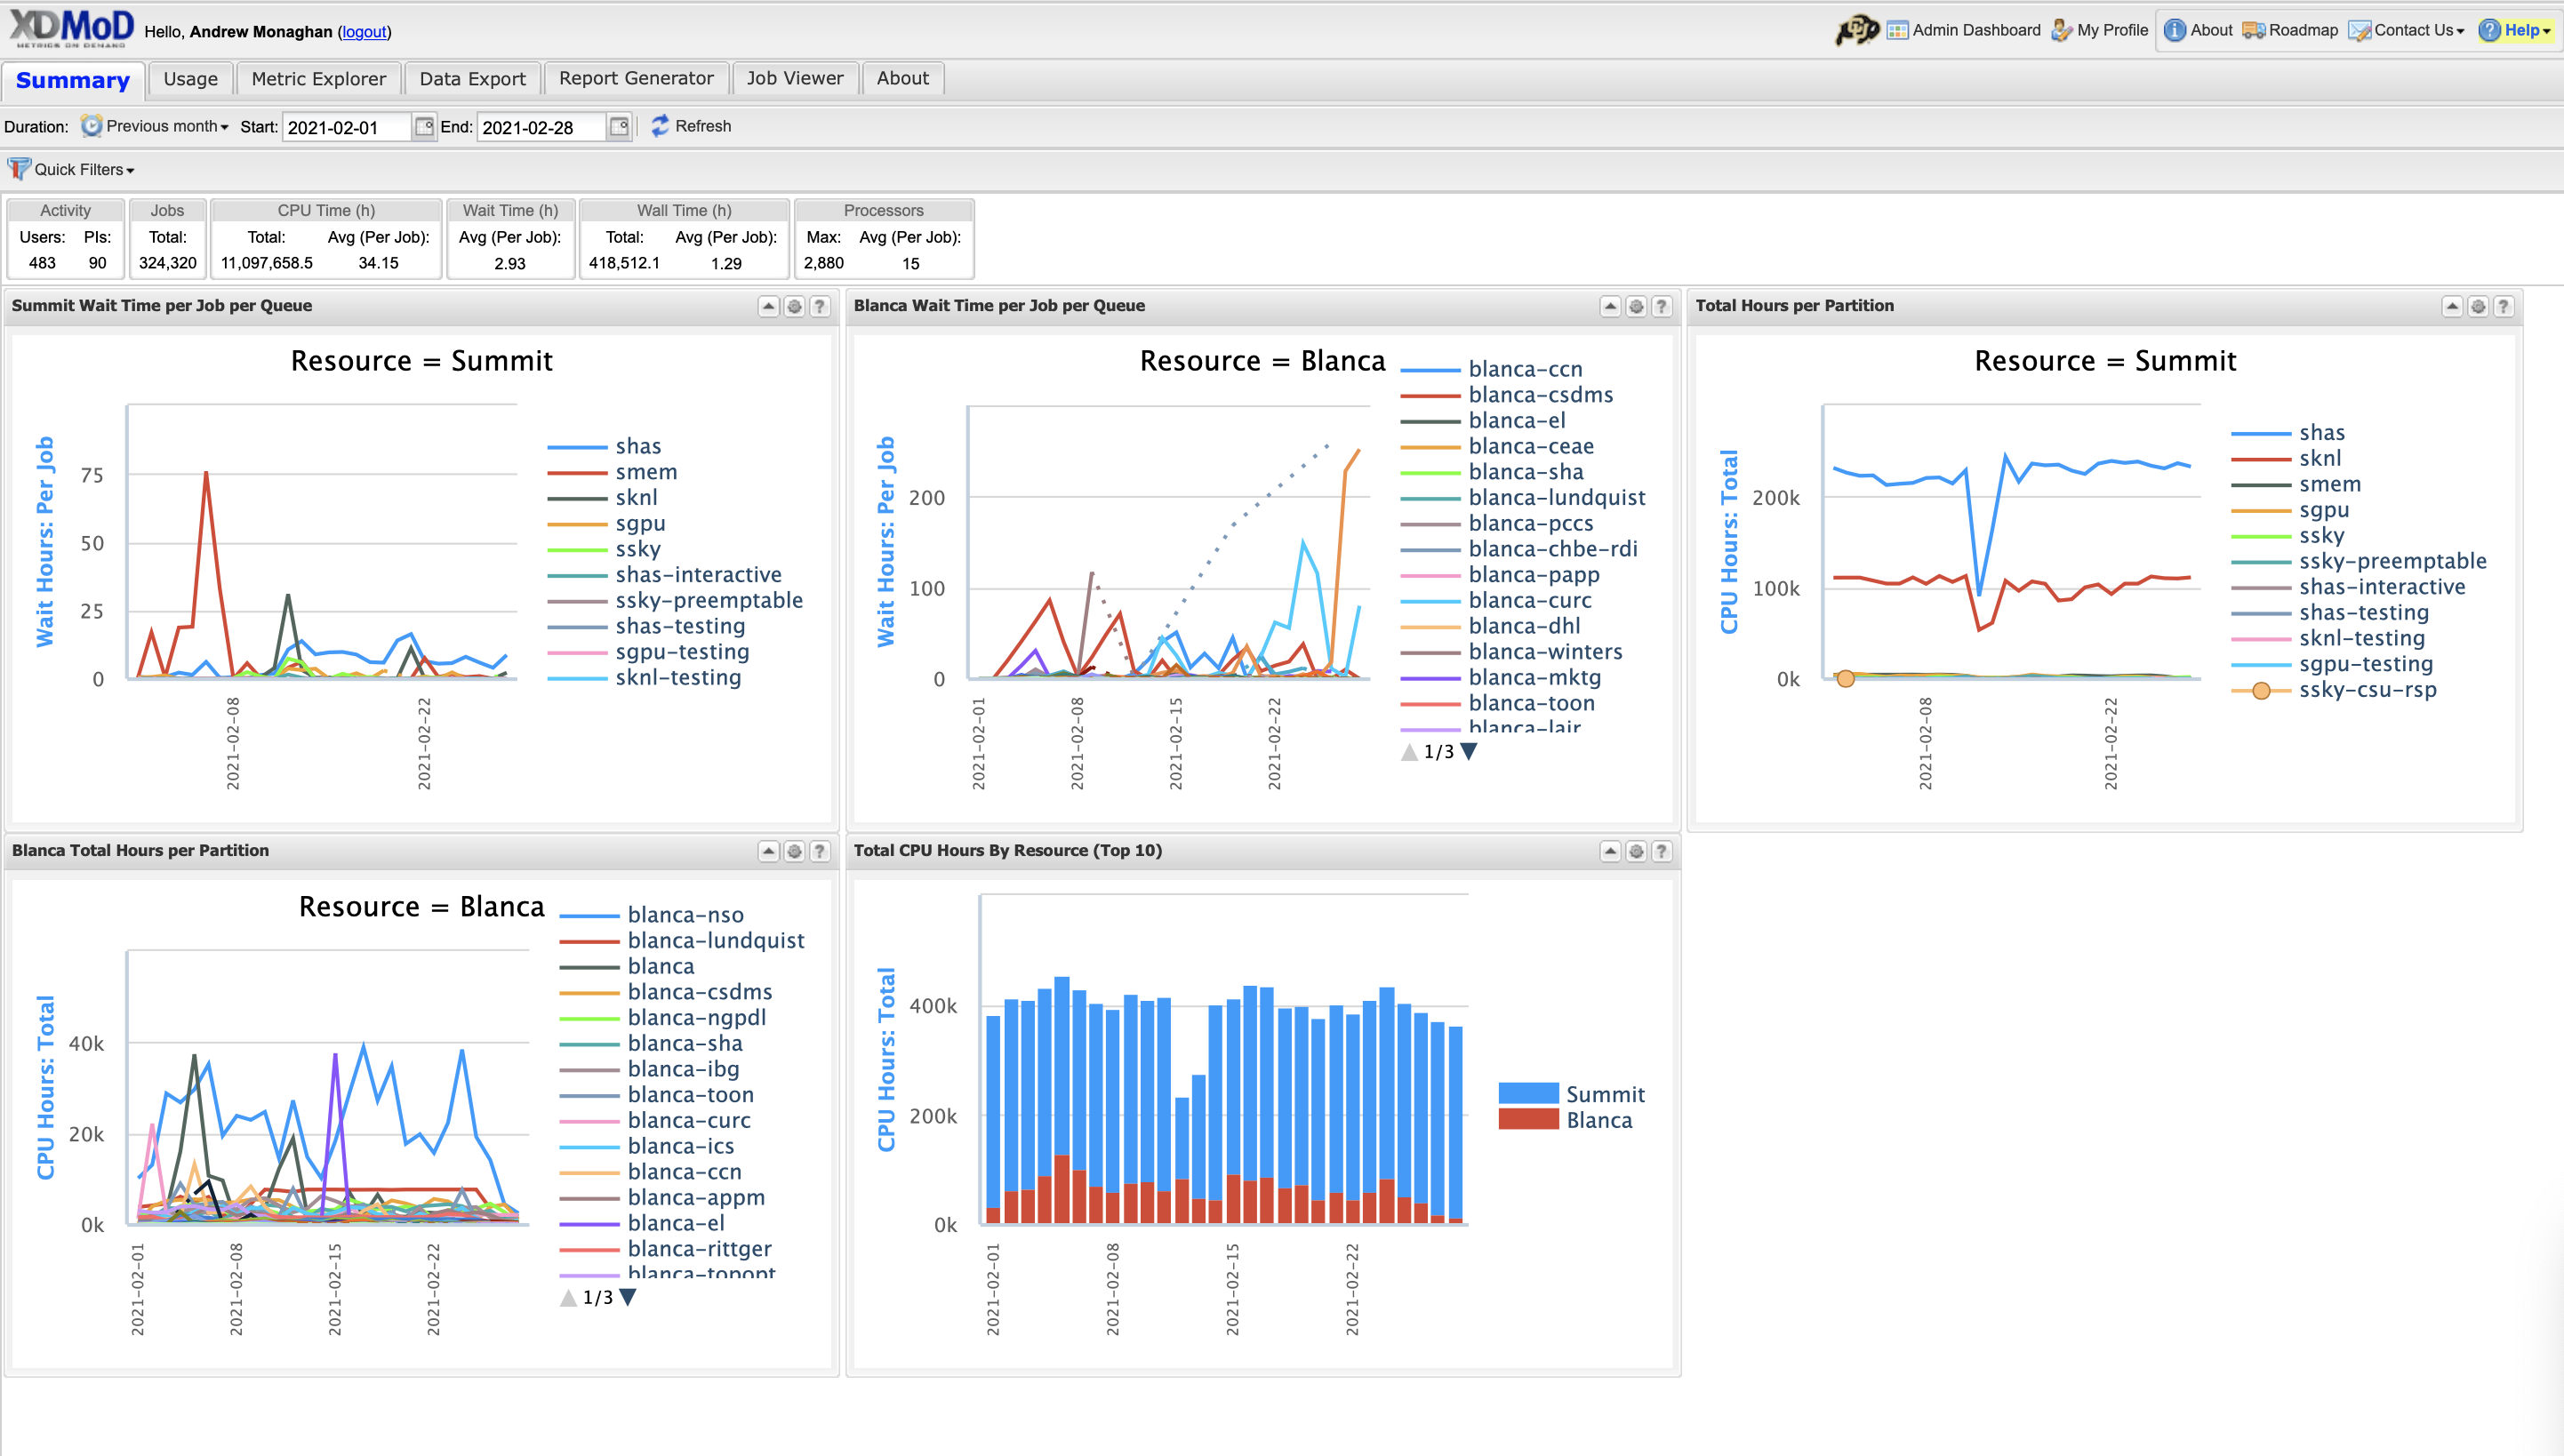 XDMoD
METRICS ON DEMAND
Hello, Andrew Monaghan (logout)
Admin Dashboard My Profile About Roadmap Contact Us Help
Summary Usage Metric Explorer Data Export Report Generator Job Viewer About
Duration: Previous month Start: 2021-02-01 End: 2021-02-28 Refresh
Quick Filters
Activity Jobs CPU Time (h) Wait Time (h) Wall Time (h) Processors
Users: PIs: Total: Total: Avg (Per Job): Avg (Per Job): Total: Avg (Per Job): Max: Avg (Per Job):
483 90 324,320 11,097,658.5 34.15 2.93 418,512.1 1.29 2,880 15
Summit Wait Time per Job per Queue
Resource = Summit
Wait Hours: Per Job
75
50
25
0
2021-02-08
2021-02-22
shas
smem
sknl
sgpu
ssky
shas-interactive
ssky-preemptable
shas-testing
sgpu-testing
sknl-testing
Blanca Wait Time per Job per Queue
Resource = Blanca
Wait Hours: Per Job
200
100
0
2021-02-01
2021-02-08
2021-02-15
2021-02-22
blanca-ccn
blanca-csdms
blanca-el
blanca-ceae
blanca-sha
blanca-lundquist
blanca-pccs
blanca-chbe-rdi
blanca-papp
blanca-curc
blanca-dhl
blanca-winters
blanca-mktg
blanca-toon
blanca-lair
1/3
Total Hours per Partition
Resource = Summit
CPU Hours: Total
200k
100k
0k
2021-02-08
2021-02-22
shas
sknl
smem
sgpu
ssky
ssky-preemptable
shas-interactive
shas-testing
sknl-testing
sgpu-testing
ssky-csu-rsp
Blanca Total Hours per Partition
Resource = Blanca
CPU Hours: Total
40k
20k
0k
2021-02-01
2021-02-08
2021-02-15
2021-02-22
blanca-nso
blanca-lundquist
blanca
blanca-csdms
blanca-ngpdl
blanca-sha
blanca-ibg
blanca-toon
blanca-curc
blanca-ics
blanca-ccn
blanca-appm
blanca-el
blanca-rittger
blanca-topopt
1/3
Total CPU Hours By Resource (Top 10)
CPU Hours: Total
400k
200k
0k
2021-02-01
2021-02-08
2021-02-15
2021-02-22
Summit
Blanca